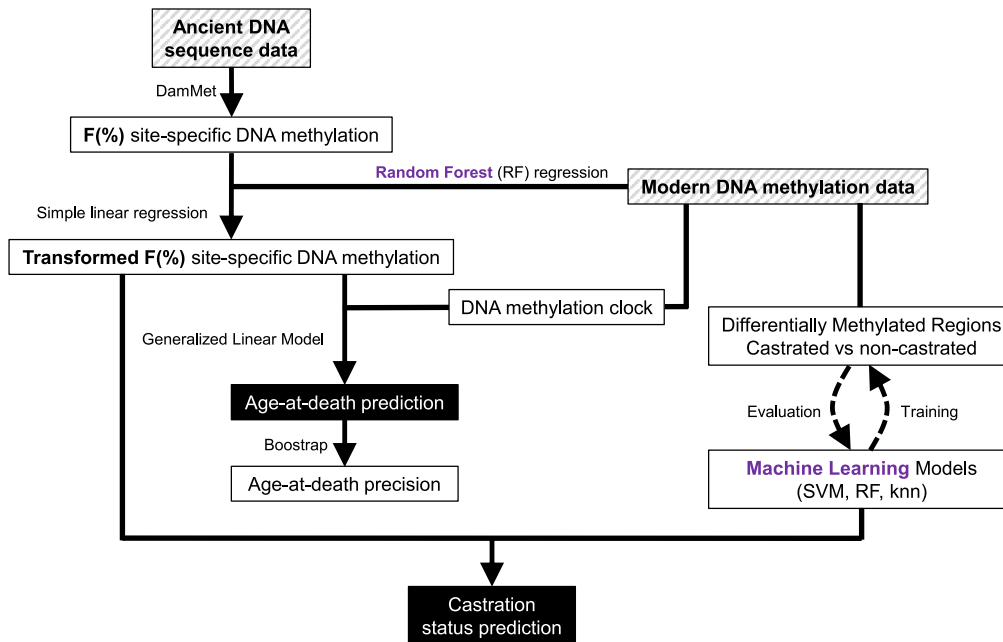 Ancient DNA
sequence data
DamMet
F(%) site-specific DNA methylation
Random Forest (RF) regression
Modern DNA methylation data
Simple linear regression
Transformed F(%) site-specific DNA methylation
DNA methylation clock
Differentially Methylated Regions
Castrated vs non-castrated
Generalized Linear Model
Age-at-death prediction
Evaluation
Training
Boostrap
Age-at-death precision
Machine Learning Models
(SVM, RF, knn)
Castration
status prediction